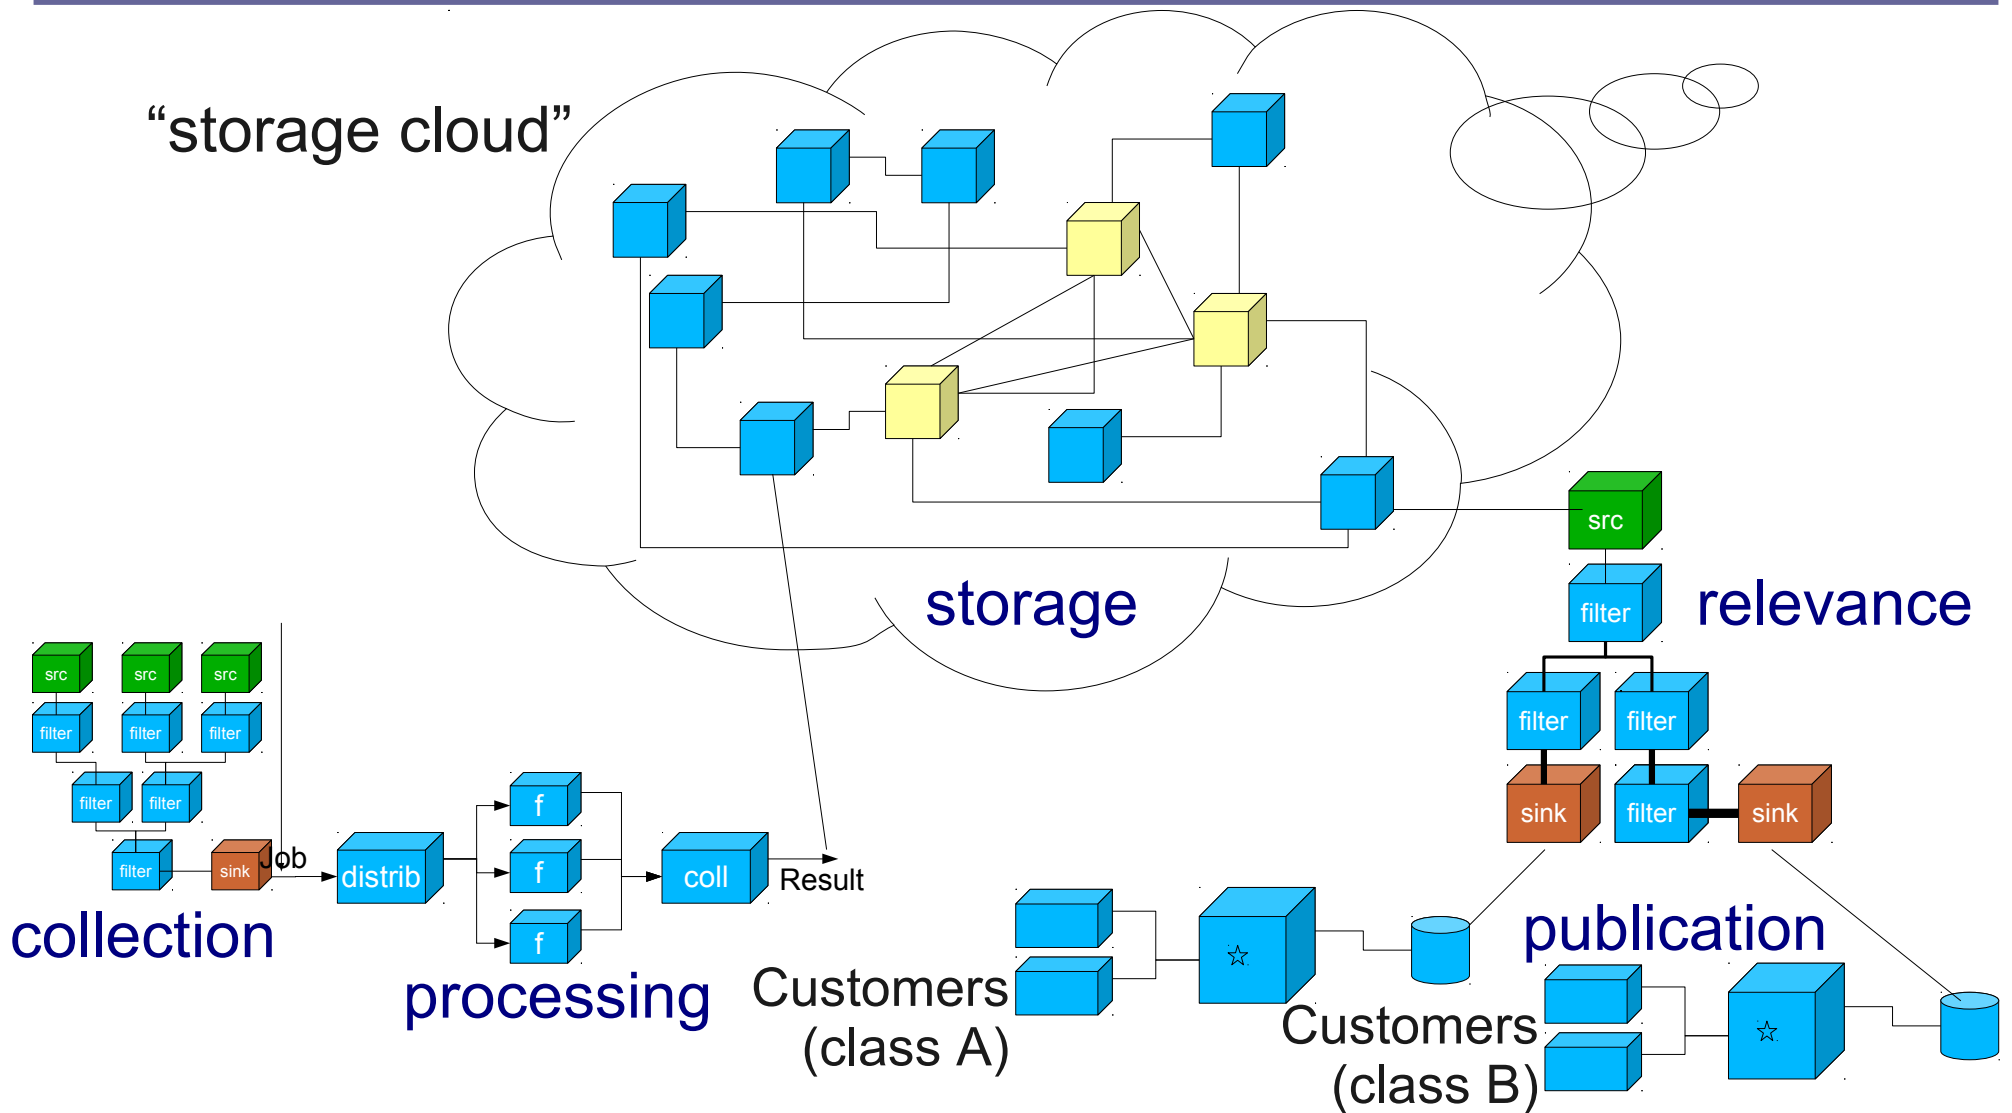 “storage cloud”
src
storage
filter
relevance
src
src
src
filter
filter
filter
filter
filter
filter
filter
f
sink
filter
sink
filter
sink
Job
distrib
f
coll
Result
f
collection
publication
processing
Customers
(class A)
☆
Customers
(class B)
☆